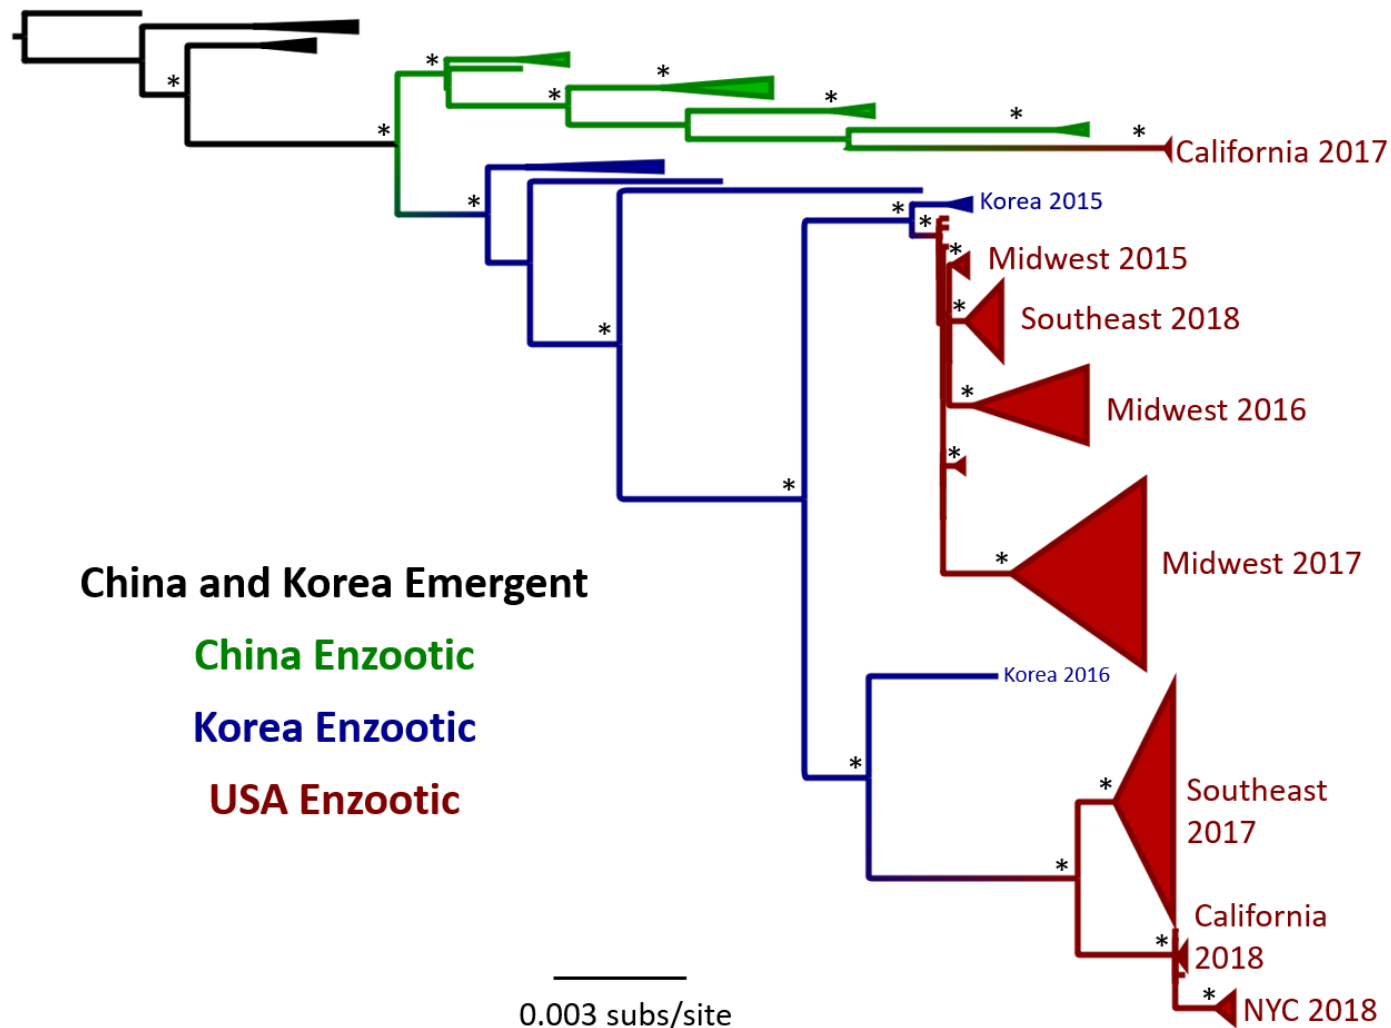 California 2017
Korea 2015
Midwest 2015
Southeast 2018
Midwest 2016
Midwest 2017
China and Korea Emergent
China Enzootic
Korea Enzootic
USA Enzootic
Korea 2016
Southeast
2017
California
2018
NYC 2018
0.003 subs/site